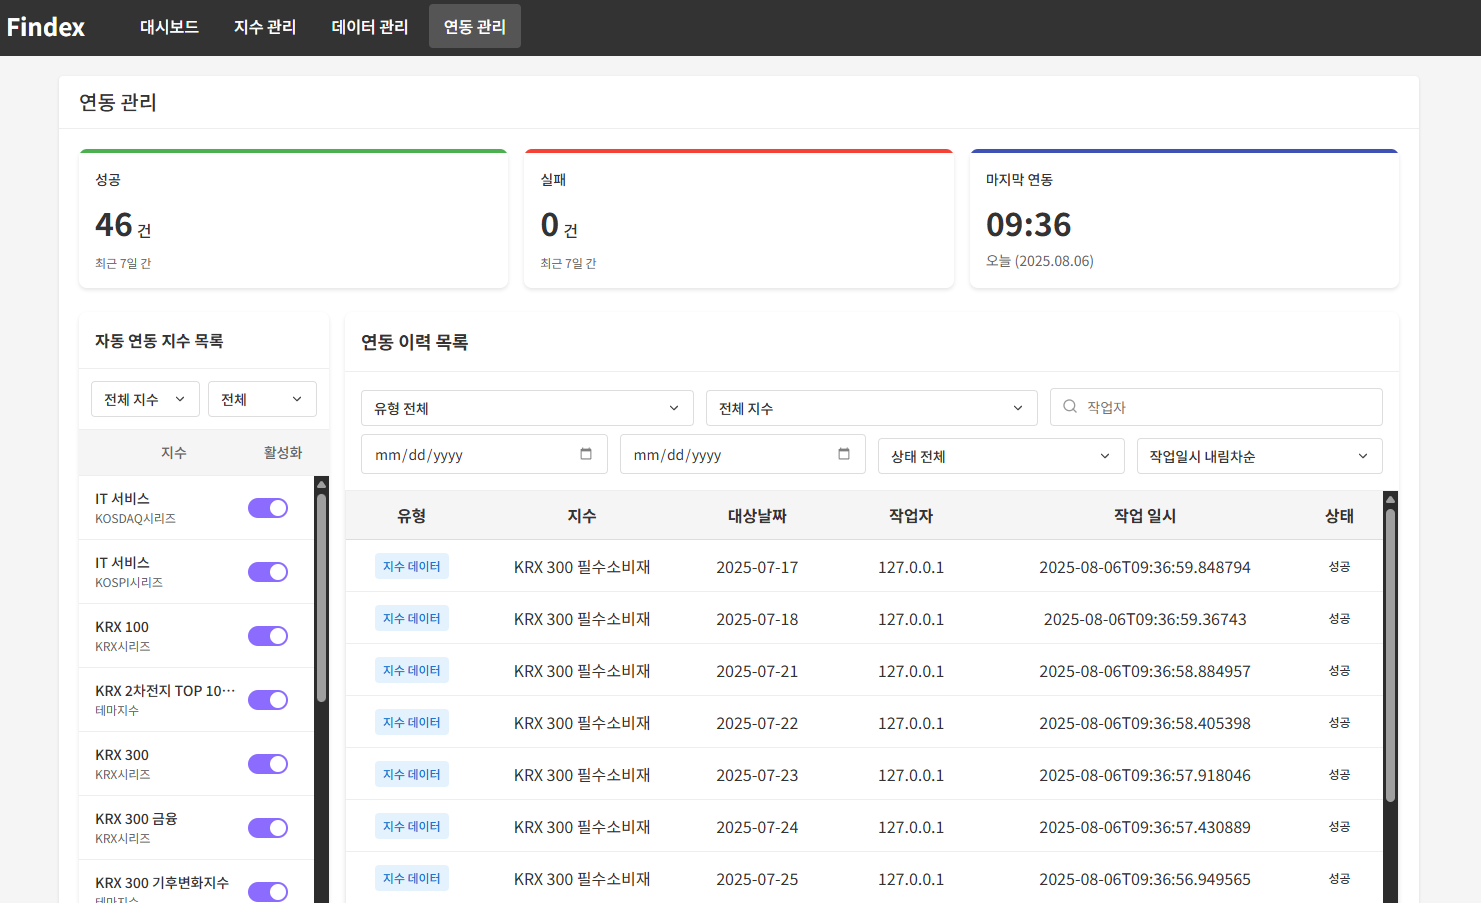 Findex 대시보드 지수 관리 데이터 관리 연동 관리
연동 관리
성공
46 건
최근 7일 간
실패
0 건
최근 7일 간
마지막 연동
09:36
오늘 (2025.08.06)
자동 연동 지수 목록
전체 지수 전체
지수 활성화
IT 서비스
KOSDAQ시리즈
IT 서비스
KOSPI시리즈
KRX 100
KRX시리즈
KRX 2차전지 TOP 10···
테마지수
KRX 300
KRX시리즈
KRX 300 금융
KRX시리즈
KRX 300 기후변화지수
테마지수
연동 이력 목록
유형 전체 전체 지수 작업자
mm/dd/yyyy mm/dd/yyyy 상태 전체 작업일시 내림차순
유형 지수 대상날짜 작업자 작업 일시 상태
지수 데이터 KRX 300 필수소비재 2025-07-17 127.0.0.1 2025-08-06T09:36:59.848794 성공
지수 데이터 KRX 300 필수소비재 2025-07-18 127.0.0.1 2025-08-06T09:36:59.36743 성공
지수 데이터 KRX 300 필수소비재 2025-07-21 127.0.0.1 2025-08-06T09:36:58.884957 성공
지수 데이터 KRX 300 필수소비재 2025-07-22 127.0.0.1 2025-08-06T09:36:58.405398 성공
지수 데이터 KRX 300 필수소비재 2025-07-23 127.0.0.1 2025-08-06T09:36:57.918046 성공
지수 데이터 KRX 300 필수소비재 2025-07-24 127.0.0.1 2025-08-06T09:36:57.430889 성공
지수 데이터 KRX 300 필수소비재 2025-07-25 127.0.0.1 2025-08-06T09:36:56.949565 성공